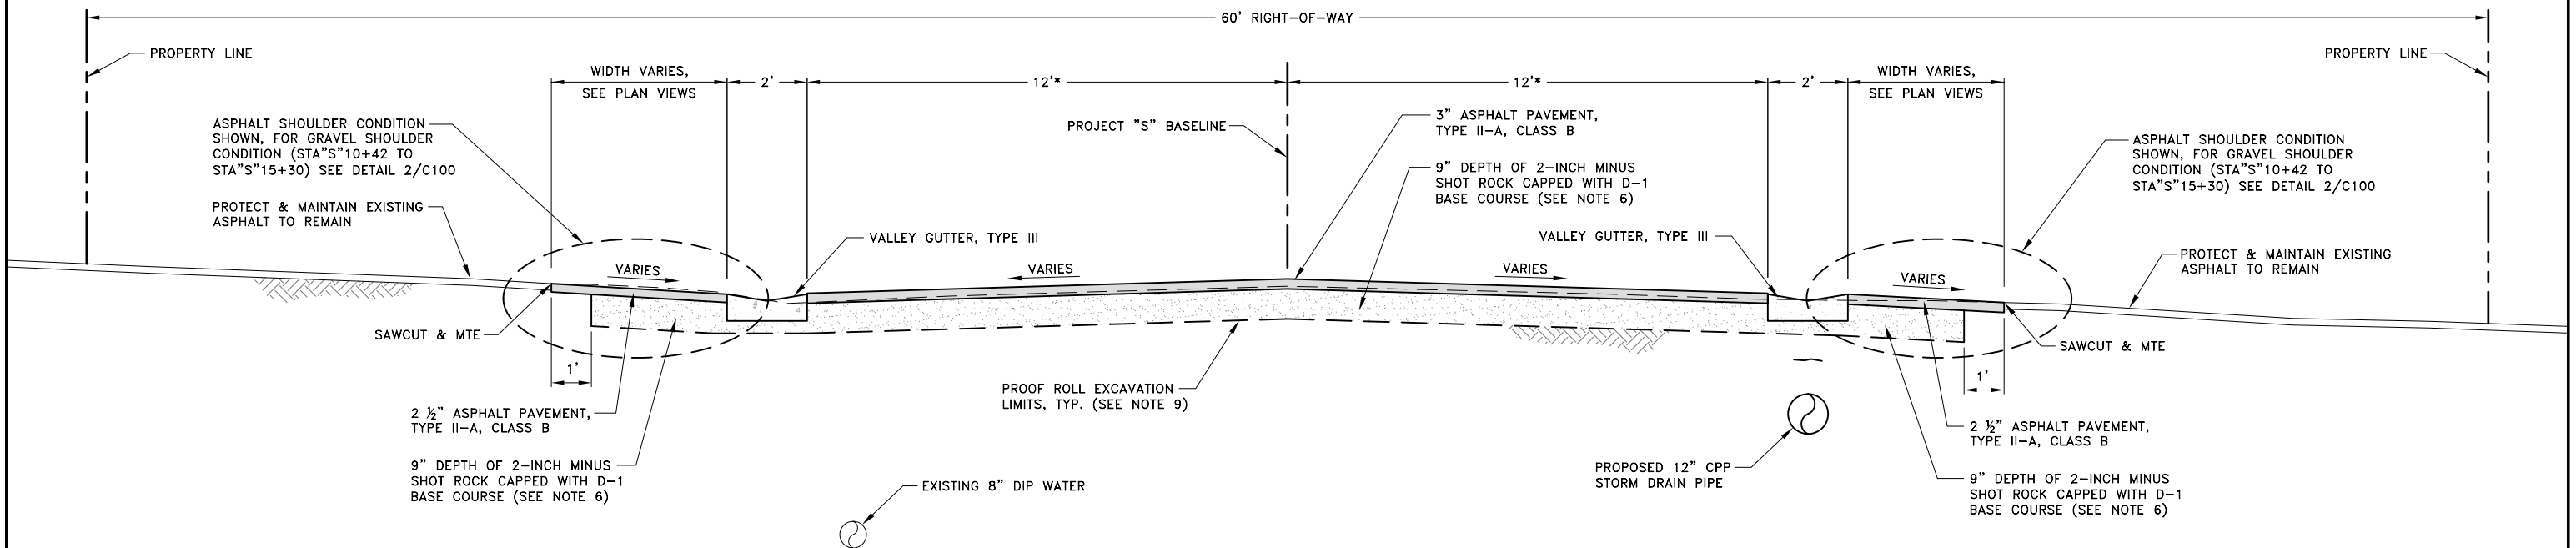 60' RIGHT-OF-WAY
PROPERTY LINE
PROPERTY LINE
WIDTH VARIES,
SEE PLAN VIEWS
2'
12'*
12'*
2'
WIDTH VARIES,
SEE PLAN VIEWS
ASPHALT SHOULDER CONDITION
SHOWN, FOR GRAVEL SHOULDER
CONDITION (STA"S"10+42 TO
STA"S"15+30) SEE DETAIL 2/C100
PROJECT "S" BASELINE
3" ASPHALT PAVEMENT,
TYPE II-A, CLASS B
9" DEPTH OF 2-INCH MINUS
SHOT ROCK CAPPED WITH D-1
BASE COURSE (SEE NOTE 6)
ASPHALT SHOULDER CONDITION
SHOWN, FOR GRAVEL SHOULDER
CONDITION (STA"S"10+42 TO
STA"S"15+30) SEE DETAIL 2/C100
PROTECT & MAINTAIN EXISTING
ASPHALT TO REMAIN
VALLEY GUTTER, TYPE III
VALLEY GUTTER, TYPE III
PROTECT & MAINTAIN EXISTING
ASPHALT TO REMAIN
VARIES
VARIES
VARIES
VARIES
SAWCUT & MTE
SAWCUT & MTE
1'
1'
PROOF ROLL EXCAVATION
LIMITS, TYP. (SEE NOTE 9)
2 ½" ASPHALT PAVEMENT,
TYPE II-A, CLASS B
2 ½" ASPHALT PAVEMENT,
TYPE II-A, CLASS B
9" DEPTH OF 2-INCH MINUS
SHOT ROCK CAPPED WITH D-1
BASE COURSE (SEE NOTE 6)
EXISTING 8" DIP WATER
PROPOSED 12" CPP
STORM DRAIN PIPE
9" DEPTH OF 2-INCH MINUS
SHOT ROCK CAPPED WITH D-1
BASE COURSE (SEE NOTE 6)